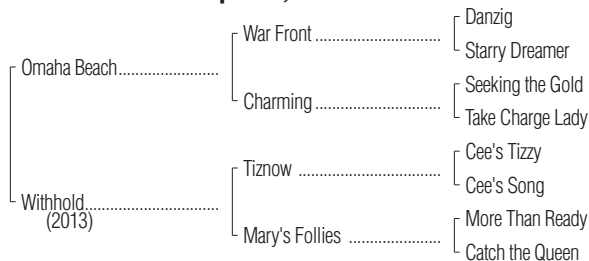 Danzig
War Front ..............................
Starry Dreamer
Omaha Beach.......................
Seeking the Gold
Charming.............................
Take Charge Lady
Cee's Tizzy
Tiznow .................................
Cee's Song
Withhold...............................
(2013)
More Than Ready
Mary's Follies .....................
Catch the Queen